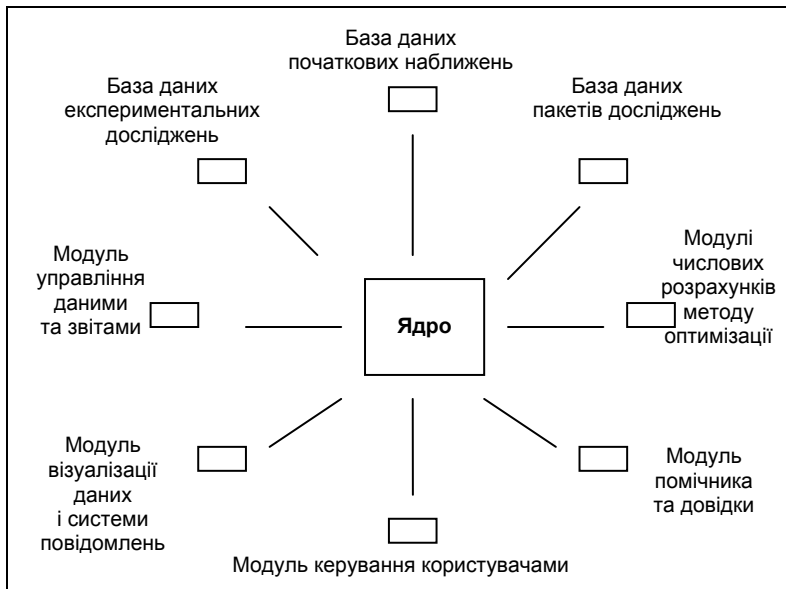 База даних
початкових наближень
База даних
експериментальних
досліджень
База даних
пакетів досліджень
Модуль
управління
даними
та звітами
Ядро
Модулі
числових
розрахунків
методу
оптимізації
Модуль
візуалізації
даних
і системи
повідомлень
Модуль
помічника
та довідки
Модуль керування користувачами